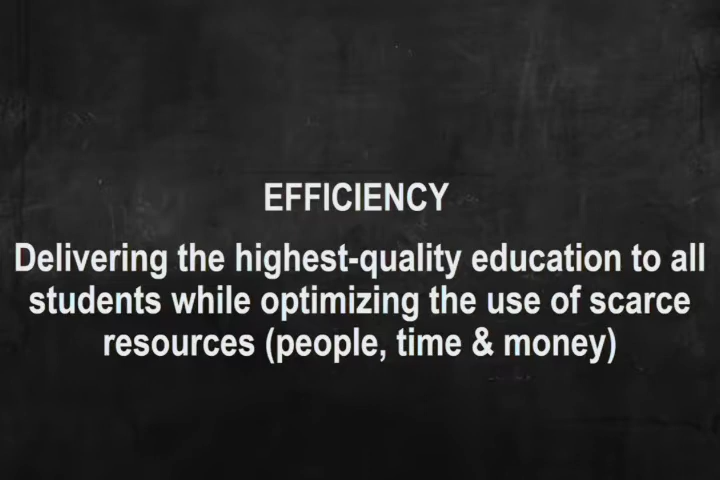 EFFICIENCY
Delivering the highest-quality education to all
students while optimizing the use of scarce
resources (people, time & money)